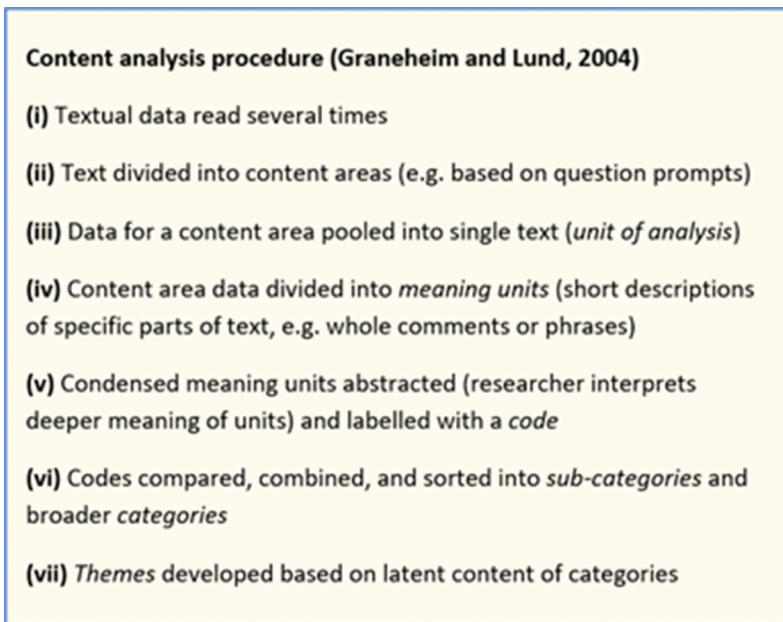 Content analysis procedure (Graneheim and Lund, 2004)
(i) Textual data read several times
(ii) Text divided into content areas (e.g. based on question prompts)
(iii) Data for a content area pooled into single text (unit of analysis)
(iv) Content area data divided into meaning units (short descriptions
of specific parts of text, e.g. whole comments or phrases)
(v) Condensed meaning units abstracted (researcher interprets
deeper meaning of units) and labelled with a code
(vi) Codes compared, combined, and sorted into sub-categories and
broader categories
(vii) Themes developed based on latent content of categories